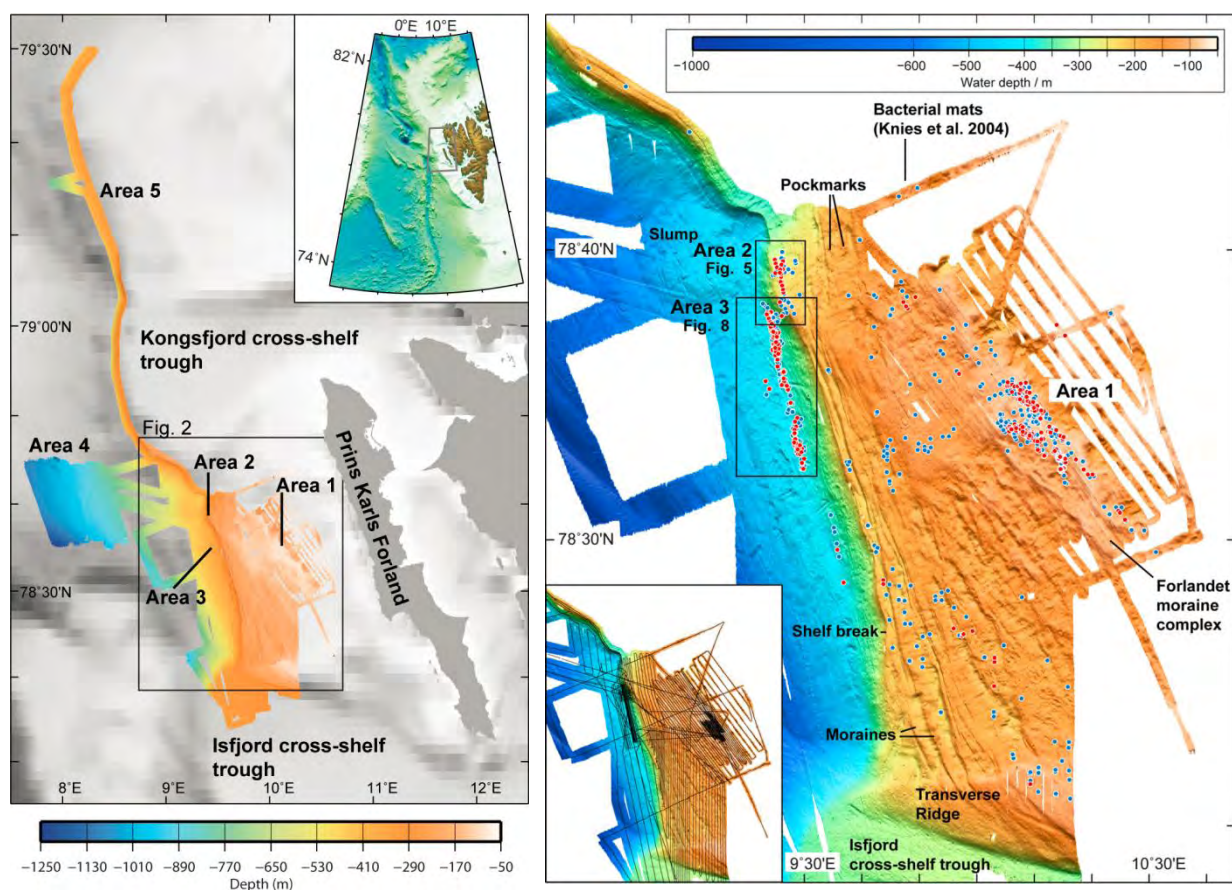 79°30'N
Area 5
79°00'N
Kongsfjord cross-shelf
trough
Fig. 2
Area 4
Area 2
Area 1
Prins Karls Forland
78°30'N
Area 3
Isfjord cross-shelf
trough
8°E
9°E
10°E
11°E
12°E
−1250 −1130 −1010 −890 −770 −650 −530 −410 −290 −170 −50
Depth (m)
0°E 10°E
82°N
74°N
−1000 −600 −500 −400 −300 −200 −100
Water depth / m
Bacterial mats
(Knies et al. 2004)
Pockmarks
Slump
78°40'N
Area 2
Fig. 5
Area 3
Fig. 8
Area 1
78°30'N
Forlandet
moraine
complex
Shelf break
Moraines
Transverse
Ridge
Isfjord
cross-shelf trough
9°30'E
10°30'E